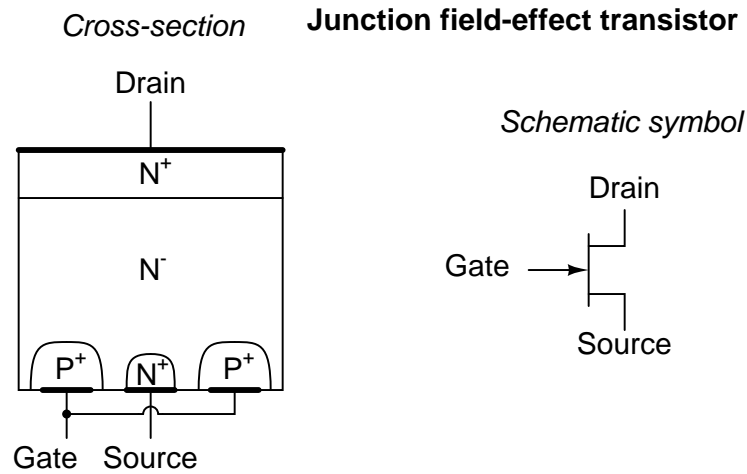 Junction field-effect transistor
Cross-section
Drain
N⁺
N⁻
P⁺
N⁺
P⁺
Gate Source
Schematic symbol
Drain
Gate
Source